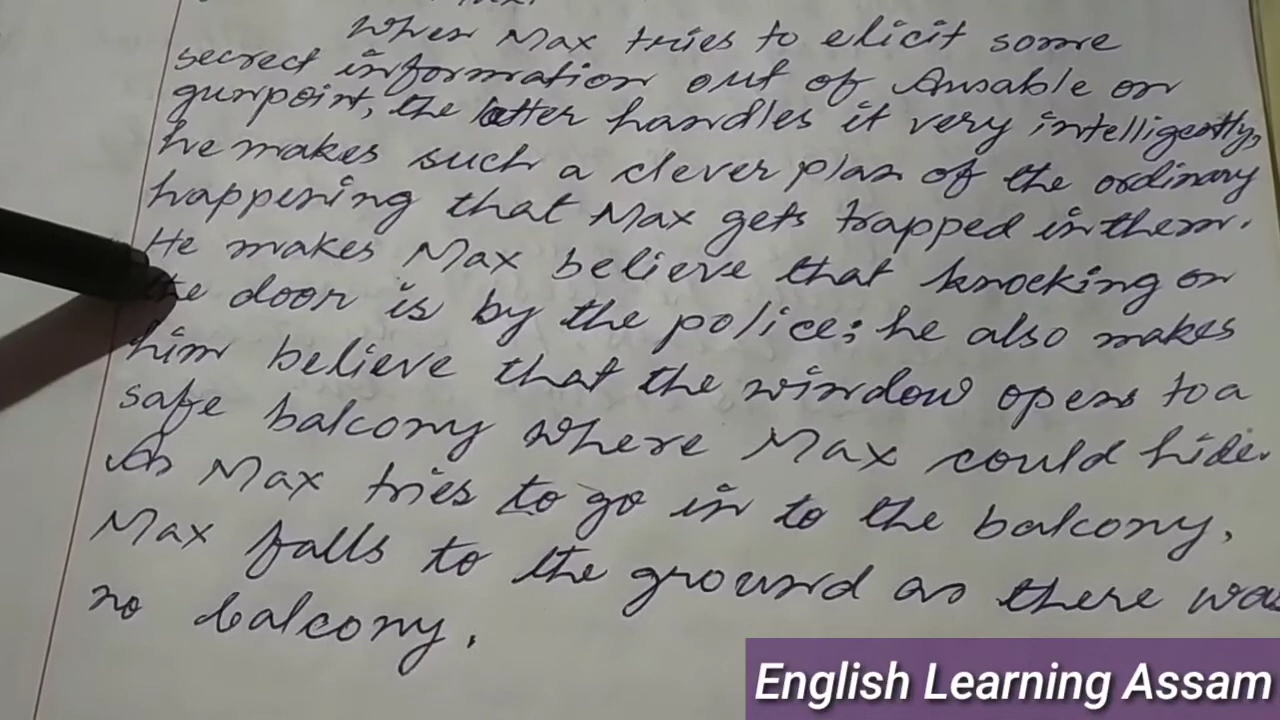 When Max tries to elicit some
secret information out of Ausable on
gunpoint, the latter handles it very intelligently,
he makes such a clever plan of the ordinary
happening that Max gets trapped in them.
He makes Max believe that knocking on
the door is by the police; he also makes
him believe that the window opens to a
safe balcony where Max could hide.
As Max tries to go in to the balcony,
Max falls to the ground as there was
no balcony.
English Learning Assam